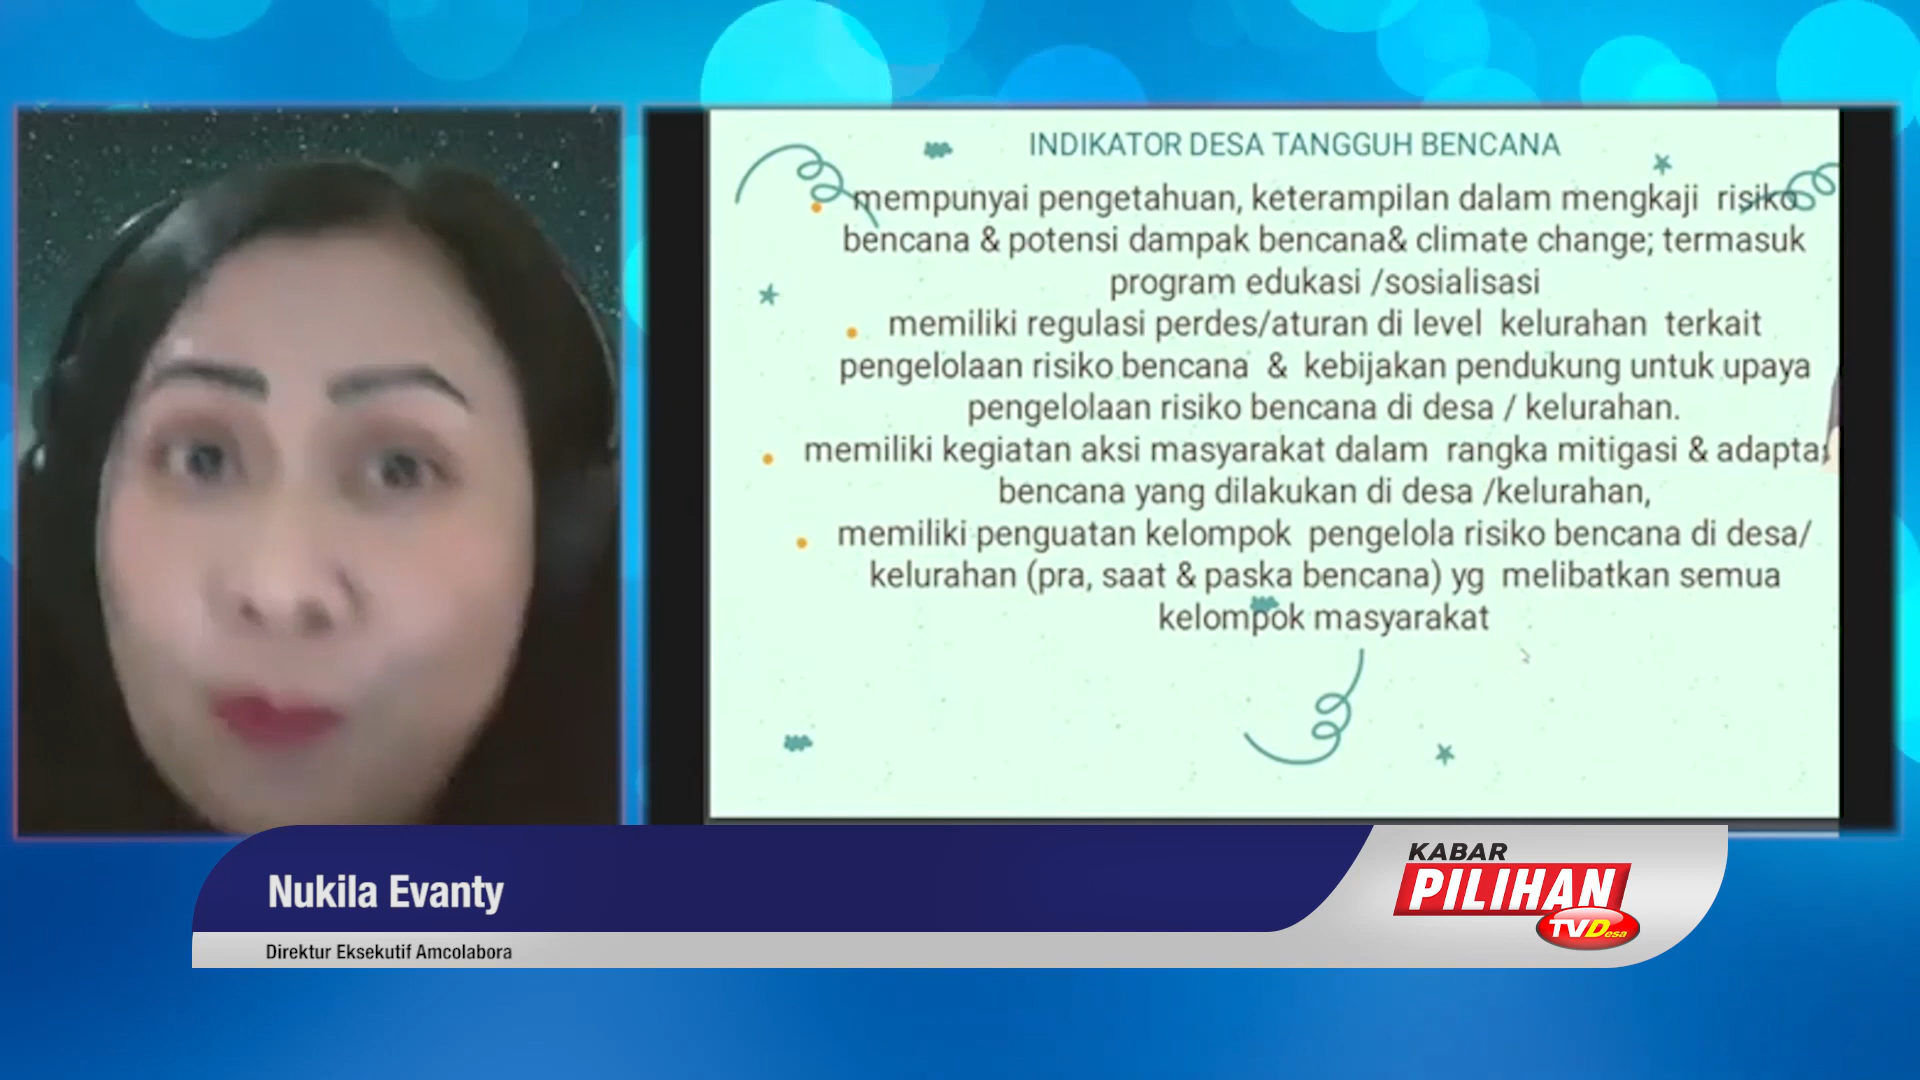 INDIKATOR DESA TANGGUH BENCANA
mempunyai pengetahuan, keterampilan dalam mengkaji risiko
bencana & potensi dampak bencana& climate change; termasuk
program edukasi /sosialisasi
memiliki regulasi perdes/aturan di level kelurahan terkait
pengelolaan risiko bencana & kebijakan pendukung untuk upaya
pengelolaan risiko bencana di desa / kelurahan.
memiliki kegiatan aksi masyarakat dalam rangka mitigasi &
bencana yang dilakukan di desa /kelurahan,
memiliki penguatan kelompok pengelola risiko bencana di desa/
kelurahan (pra, saat & paska bencana) yg melibatkan semua
kelompok masyarakat
Nukila Evanty
Direktur Eksekutif Amcolabora
KABAR
PILIHAN
TVDesa